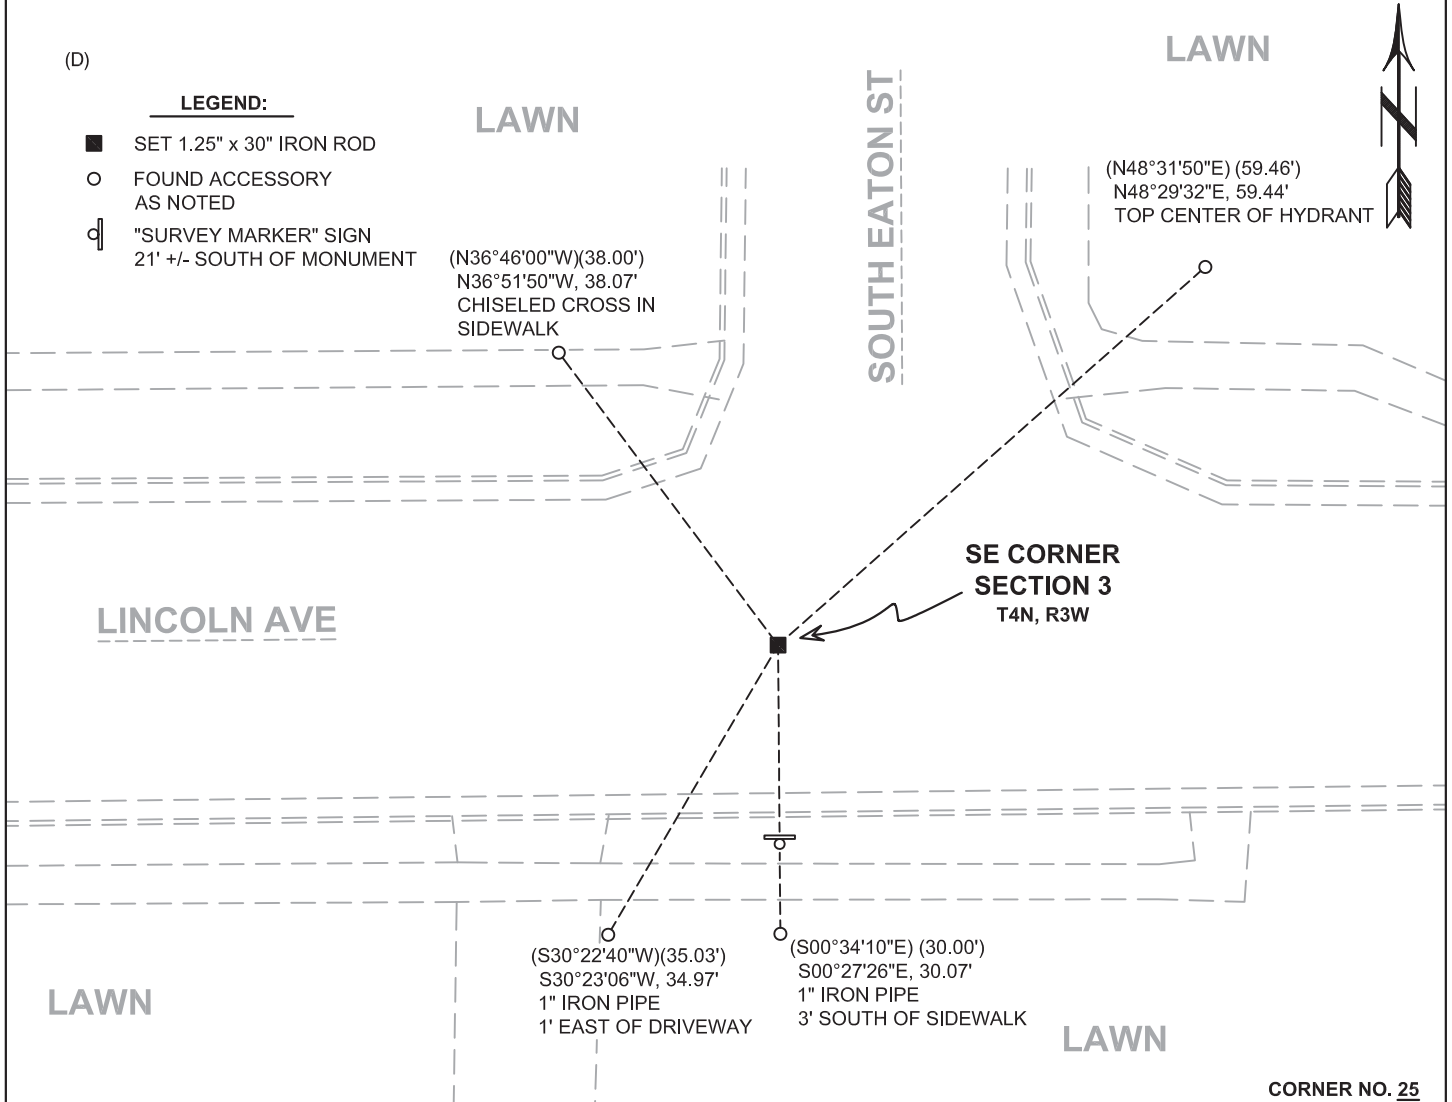 (D)
LEGEND:
SET 1.25" x 30" IRON ROD
FOUND ACCESSORY
AS NOTED
"SURVEY MARKER" SIGN
21' +/- SOUTH OF MONUMENT
LAWN
SOUTH EATON ST
LAWN
N
(N48°31'50"E) (59.46')
N48°29'32"E, 59.44'
TOP CENTER OF HYDRANT
(N36°46'00"W)(38.00')
N36°51'50"W, 38.07'
CHISELED CROSS IN
SIDEWALK
SE CORNER
SECTION 3
T4N, R3W
LINCOLN AVE
(S30°22'40"W)(35.03')
S30°23'06"W, 34.97'
1" IRON PIPE
1' EAST OF DRIVEWAY
(S00°34'10"E) (30.00')
S00°27'26"E, 30.07'
1" IRON PIPE
3' SOUTH OF SIDEWALK
LAWN
LAWN
CORNER NO. 25